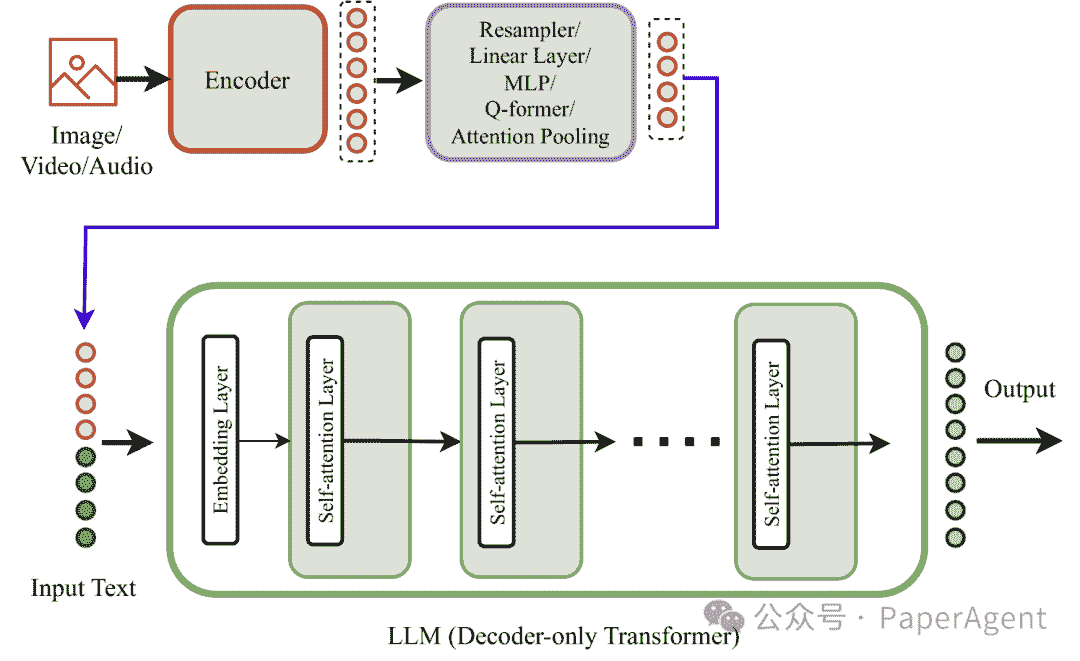 Image/
Video/Audio
Encoder
Resampler/
Linear Layer/
MLP/
Q-former/
Attention Pooling
Input Text
Embedding Layer
Self-attention Layer
Self-attention Layer
Self-attention Layer
Output
LLM (Decoder-only Transformer)
公众号 · PaperAgent